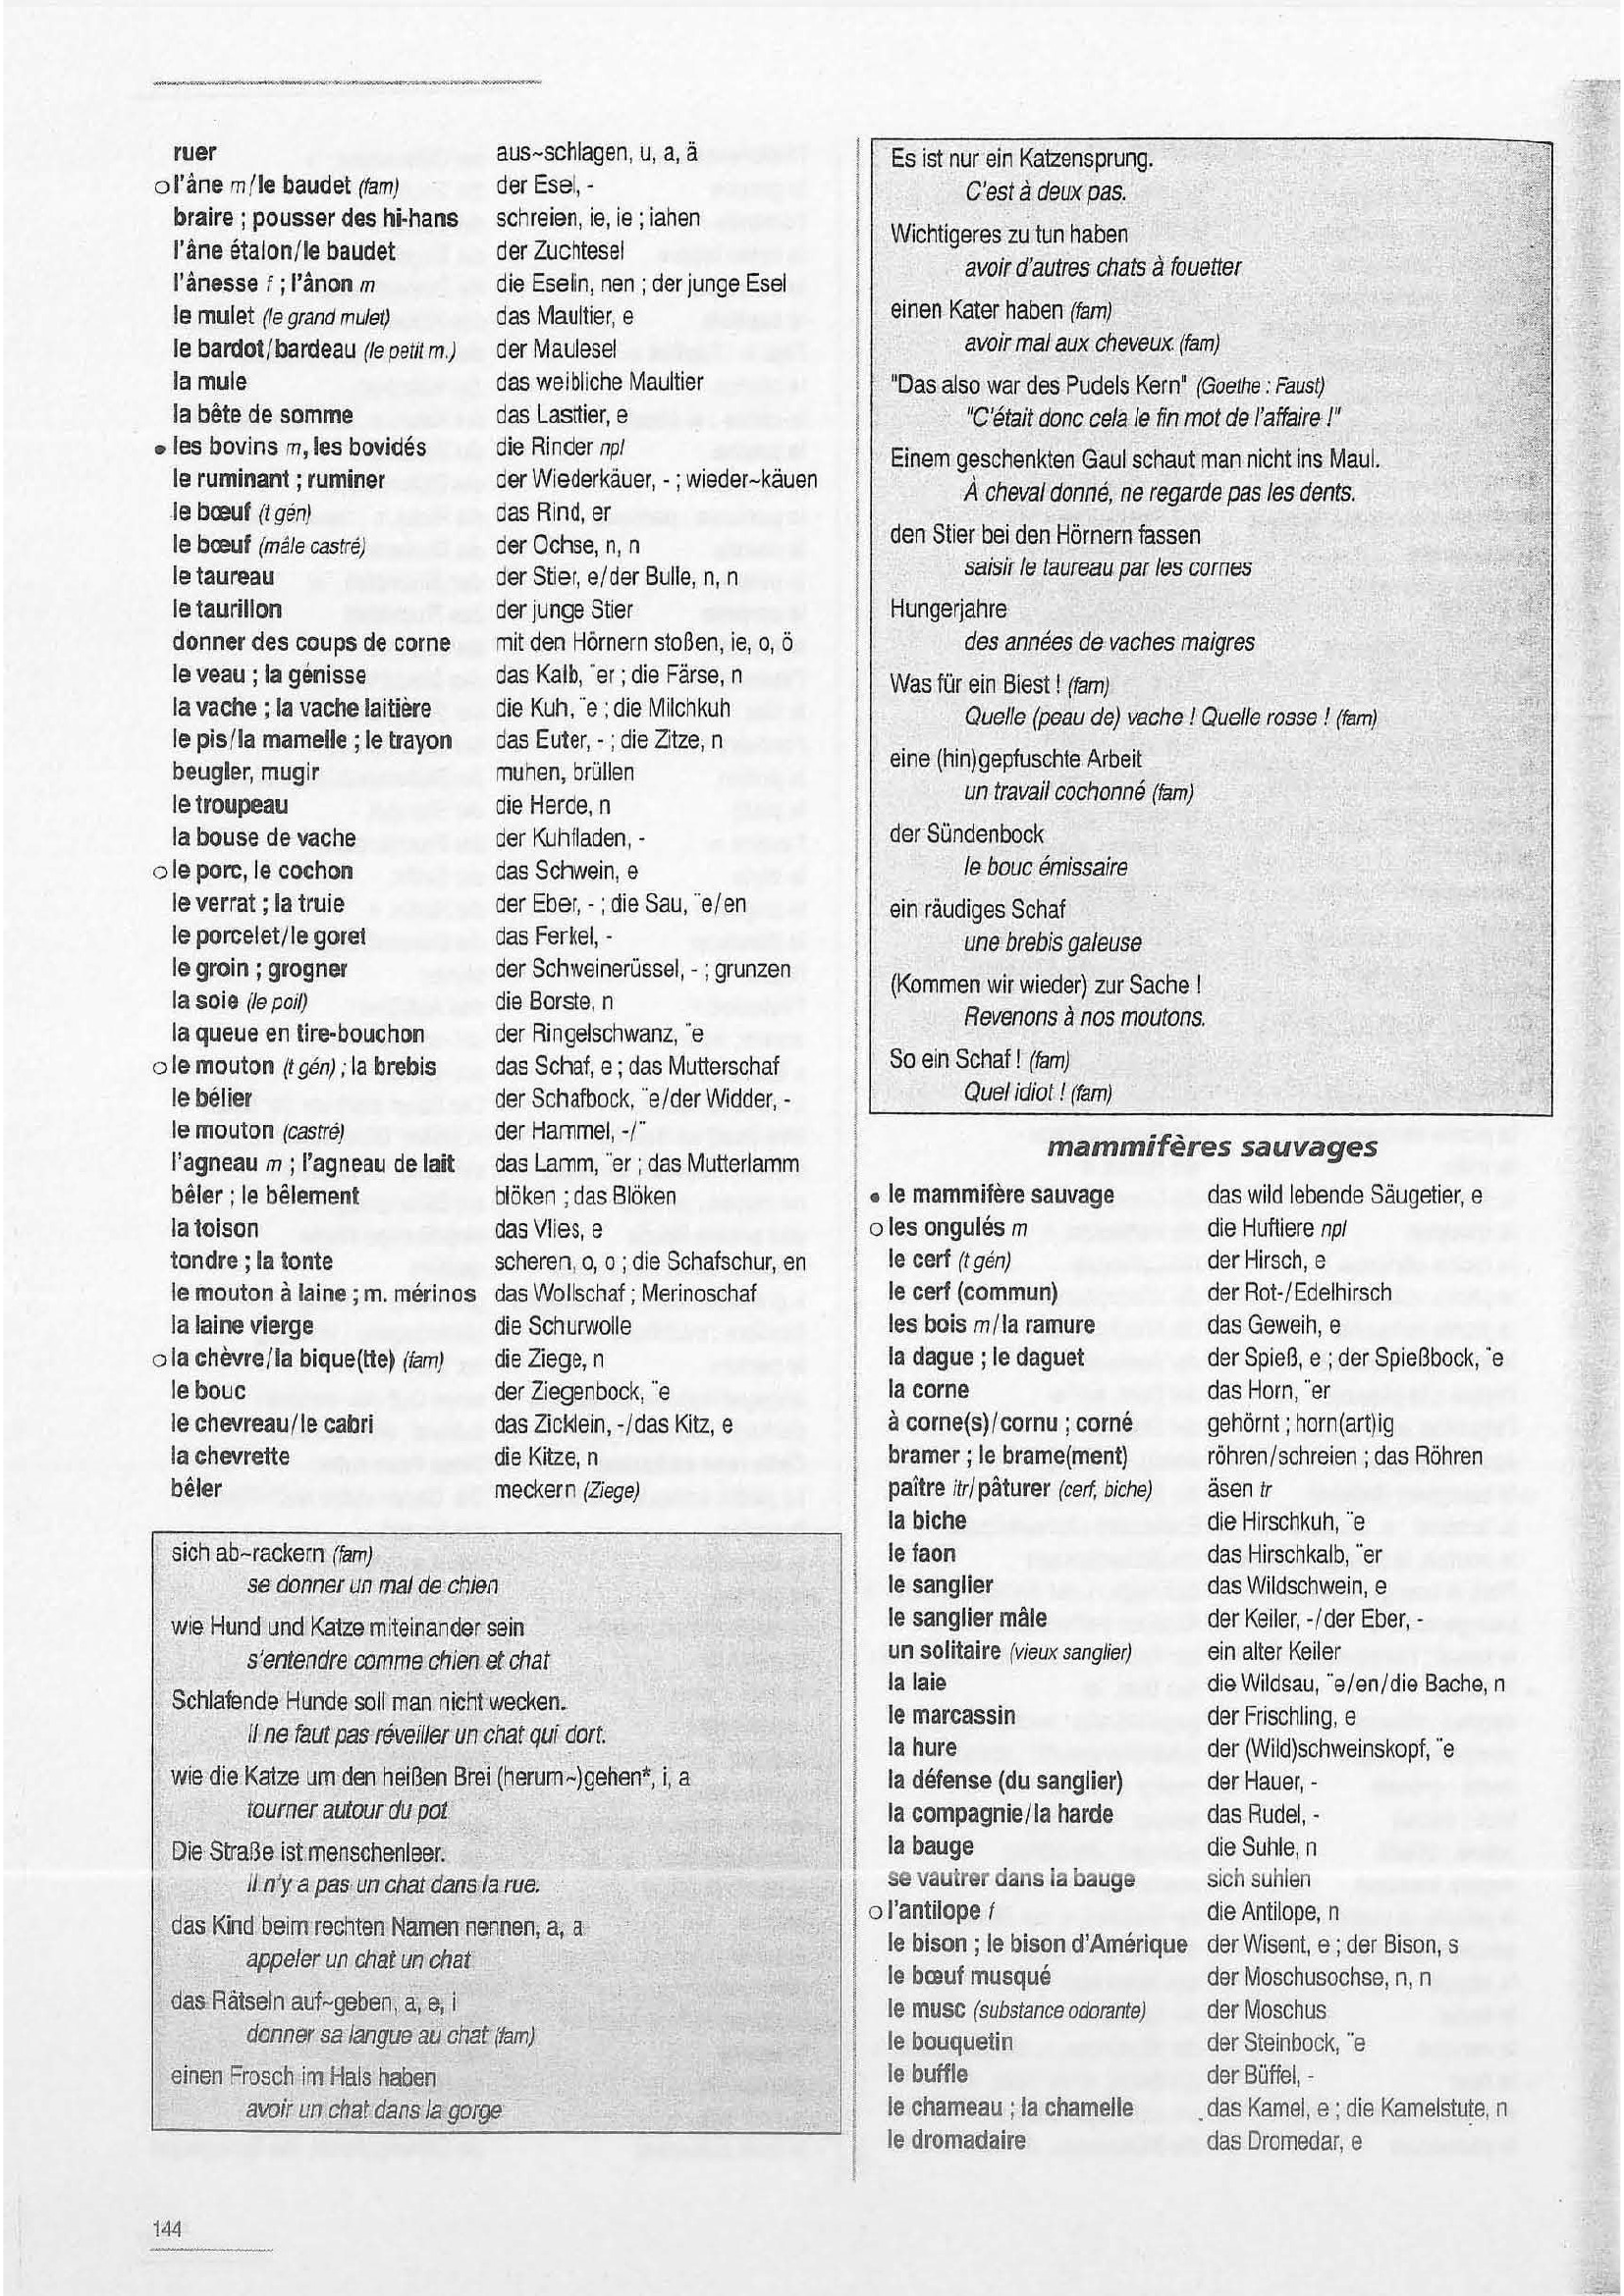 ruer aus~schlagen, u, a, ä
o l'âne m/le baudet (fam) der Esel, -
braire ; pousser des hi-hans schreien, ie, ie ; iahen
l'âne étalon/le baudet der Zuchtesel
l'ânesse f ; l'ânon m die Eselin, nen ; der junge Esel
le mulet (le grand mulet) das Maultier, e
le bardot/bardeau (le petit m.) der Maulesel
la mule das weibliche Maultier
la bête de somme das Lasttier, e
• les bovins m, les bovidés die Rinder npl
le ruminant ; ruminer der Wiederkäuer, - ; wieder~käuen
le bœuf (t gén) das Rind, er
le bœuf (mâle castré) der Ochse, n, n
le taureau der Stier, e/der Bulle, n, n
le taurillon der junge Stier
donner des coups de corne mit den Hörnern stoßen, ie, o, ö
le veau ; la génisse das Kalb, ¨er ; die Färse, n
la vache ; la vache laitière die Kuh, ¨e ; die Milchkuh
le pis/la mamelle ; le trayon das Euter, - ; die Zitze, n
beugler, mugir muhen, brüllen
le troupeau die Herde, n
la bouse de vache der Kuhfladen, -
o le porc, le cochon das Schwein, e
le verrat ; la truie der Eber, - ; die Sau, ¨e/en
le porcelet/le goret das Ferkel, -
le groin ; grogner der Schweinerüssel, - ; grunzen
la soie (le poil) die Borste, n
la queue en tire-bouchon der Ringelschwanz, ¨e
o le mouton (t gén) ; la brebis das Schaf, e ; das Mutterschaf
le bélier der Schafbock, ¨e/der Widder, -
le mouton (castré) der Hammel, -/¨
l'agneau m ; l'agneau de lait das Lamm, ¨er ; das Mutterlamm
bêler ; le bêlement blöken ; das Blöken
la toison das Vlies, e
tondre ; la tonte scheren, o, o ; die Schafschur, en
le mouton à laine ; m. mérinos das Wollschaf ; Merinoschaf
la laine vierge die Schurwolle
o la chèvre/la bique(tte) (fam) die Ziege, n
le bouc der Ziegenbock, ¨e
le chevreau/le cabri das Zicklein, -/das Kitz, e
la chevrette die Kitze, n
bêler meckern (Ziege)
sich ab~rackern (fam)
se donner un mal de chien
wie Hund und Katze miteinander sein
s'entendre comme chien et chat
Schlafende Hunde soll man nicht wecken.
il ne faut pas réveiller un chat qui dort.
wie die Katze um den heißen Brei (herum~)gehen*, i, a
tourner autour du pot
Die Straße ist menschenleer.
il n'y a pas un chat dans la rue.
das Kind beim rechten Namen nennen, a, a
appeler un chat un chat
das Rätseln auf~geben, a, e, i
donner sa langue au chat (fam)
einen Frosch im Hals haben
avoir un chat dans la gorge
144
Es ist nur ein Katzensprung.
C'est à deux pas.
Wichtigeres zu tun haben
avoir d'autres chats à fouetter
einen Kater haben (fam)
avoir mal aux cheveux (fam)
"Das also war des Pudels Kern" (Goethe : Faust)
"C'était donc cela le fin mot de l'affaire !"
Einem geschenkten Gaul schaut man nicht ins Maul.
À cheval donné, ne regarde pas les dents.
den Stier bei den Hörnern fassen
saisir le taureau par les cornes
Hungerjahre
des années de vaches maigres
Was für ein Biest ! (fam)
Quelle (peau de) vache ! Quelle rosse ! (fam)
eine (hin)gepfuschte Arbeit
un travail cochonné (fam)
der Sündenbock
le bouc émissaire
ein räudiges Schaf
une brebis galeuse
(Kommen wir wieder) zur Sache !
Revenons à nos moutons.
So ein Schaf ! (fam)
Quel idiot ! (fam)
mammifères sauvages
• le mammifère sauvage das wild lebende Säugetier, e
o les ongulés m die Huftiere npl
le cerf (t gén) der Hirsch, e
le cerf (commun) der Rot-/Edelhirsch
les bois m/la ramure das Geweih, e
la dague ; le daguet der Spieß, e ; der Spießbock, ¨e
la corne das Horn, ¨er
à corne(s)/cornu ; corné gehörnt ; horn(art)ig
bramer ; le brame(ment) röhren/schreien ; das Röhren
paître itr/pâturer (cerf, biche) äsen tr
la biche die Hirschkuh, ¨e
le faon das Hirschkalb, ¨er
le sanglier das Wildschwein, e
le sanglier mâle der Keiler, -/der Eber, -
un solitaire (vieux sanglier) ein alter Keiler
la laie die Wildsau, ¨e/en/die Bache, n
le marcassin der Frischling, e
la hure der (Wild)schweinskopf, ¨e
la défense (du sanglier) der Hauer, -
la compagnie/la harde das Rudel, -
la bauge die Suhle, n
se vautrer dans la bauge sich suhlen
o l'antilope f die Antilope, n
le bison ; le bison d'Amérique der Wisent, e ; der Bison, s
le bœuf musqué der Moschusochse, n, n
le musc (substance odorante) der Moschus
le bouquetin der Steinbock, ¨e
le buffle der Büffel, -
le chameau ; la chamelle das Kamel, e ; die Kamelstute, n
le dromadaire das Dromedar, e